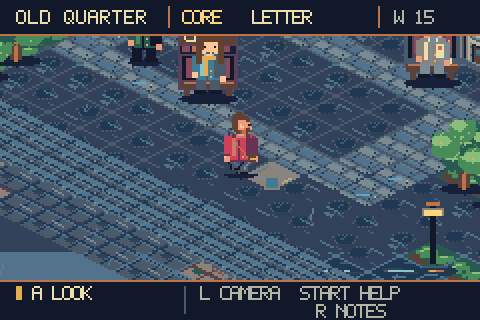 OLD QUARTER CORE LETTER W 15
A LOOK L CAMERA START HELP
R NOTES